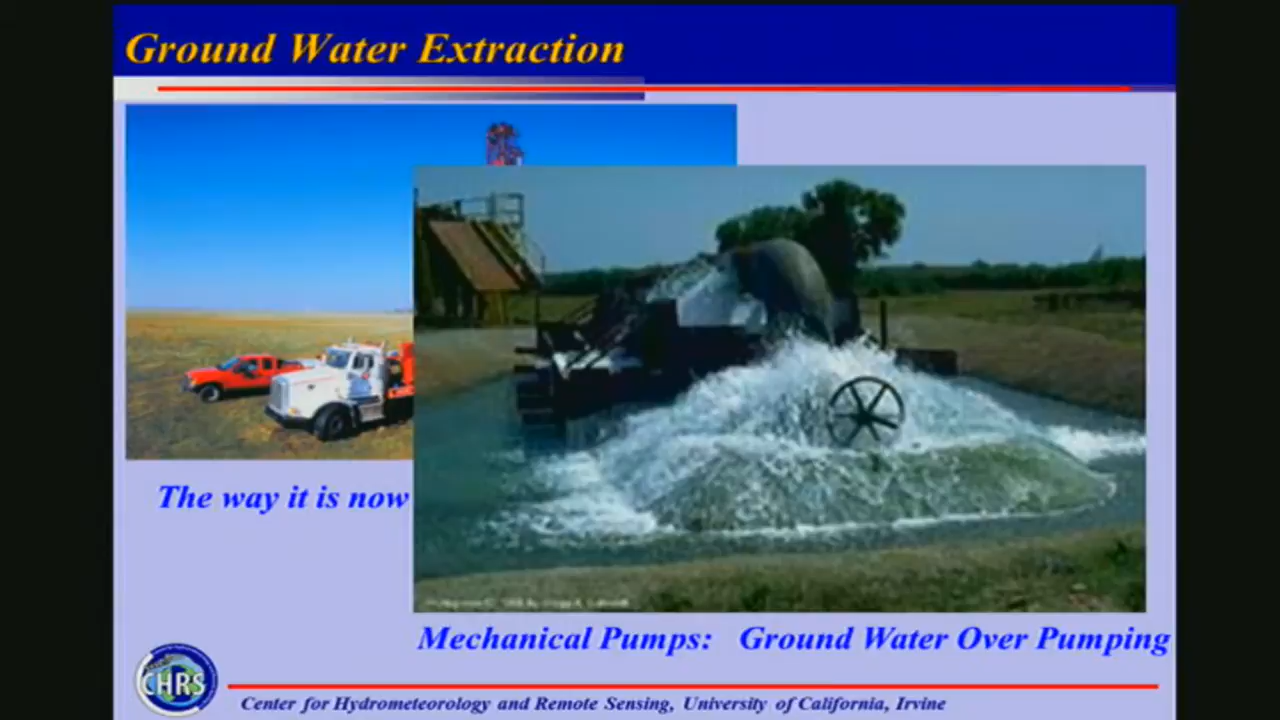 Ground Water Extraction
The way it is now
Mechanical Pumps: Ground Water Over Pumping
CHRS
Center for Hydrometeorology and Remote Sensing, University of California, Irvine